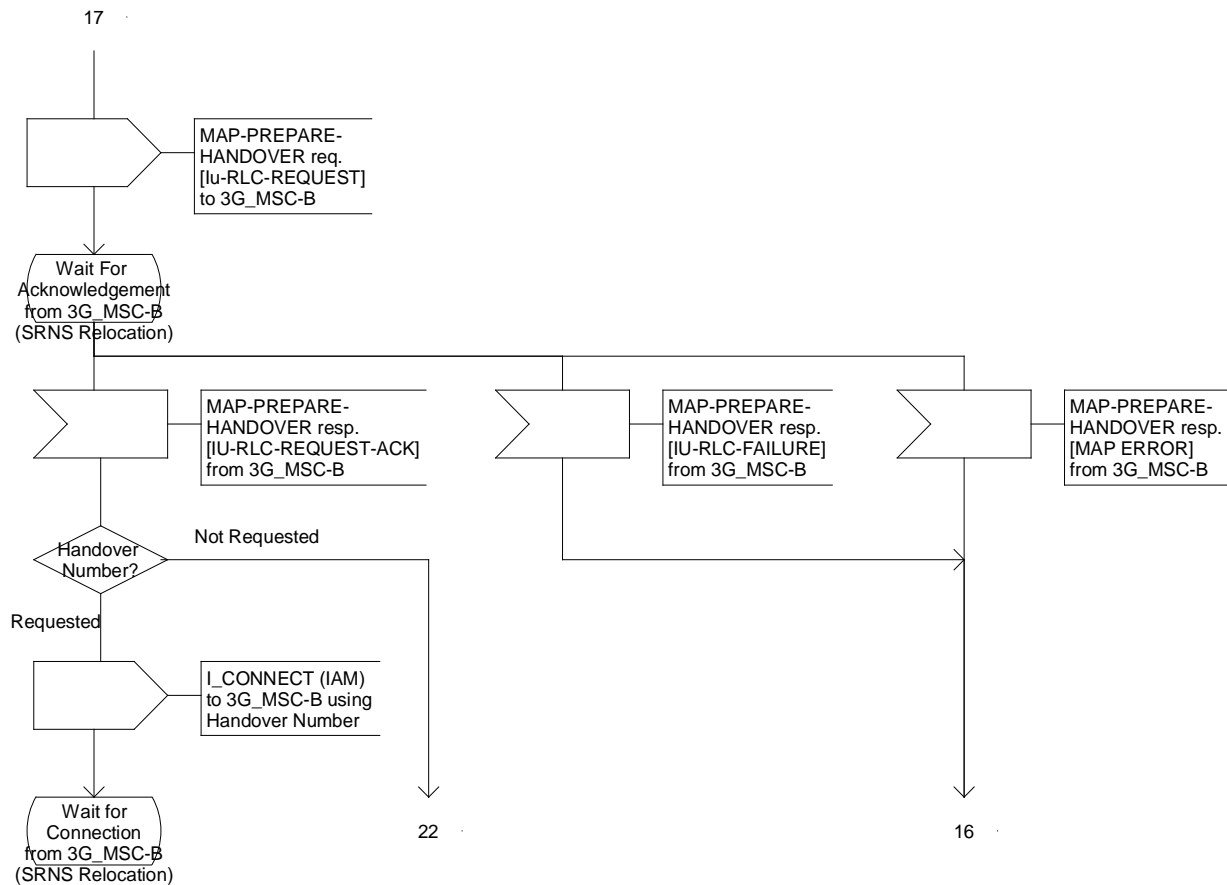 17
MAP-PREPARE-
HANDOVER req.
[Iu-RLC-REQUEST]
to 3G_MSC-B
Wait For
Acknowledgement
from 3G_MSC-B
(SRNS Relocation)
MAP-PREPARE-
HANDOVER resp.
[IU-RLC-REQUEST-ACK]
from 3G_MSC-B
MAP-PREPARE-
HANDOVER resp.
[IU-RLC-FAILURE]
from 3G_MSC-B
MAP-PREPARE-
HANDOVER resp.
[MAP ERROR]
from 3G_MSC-B
Handover
Number?
Not Requested
Requested
I_CONNECT (IAM)
to 3G_MSC-B using
Handover Number
Wait for
Connection
from 3G_MSC-B
(SRNS Relocation)
22
16